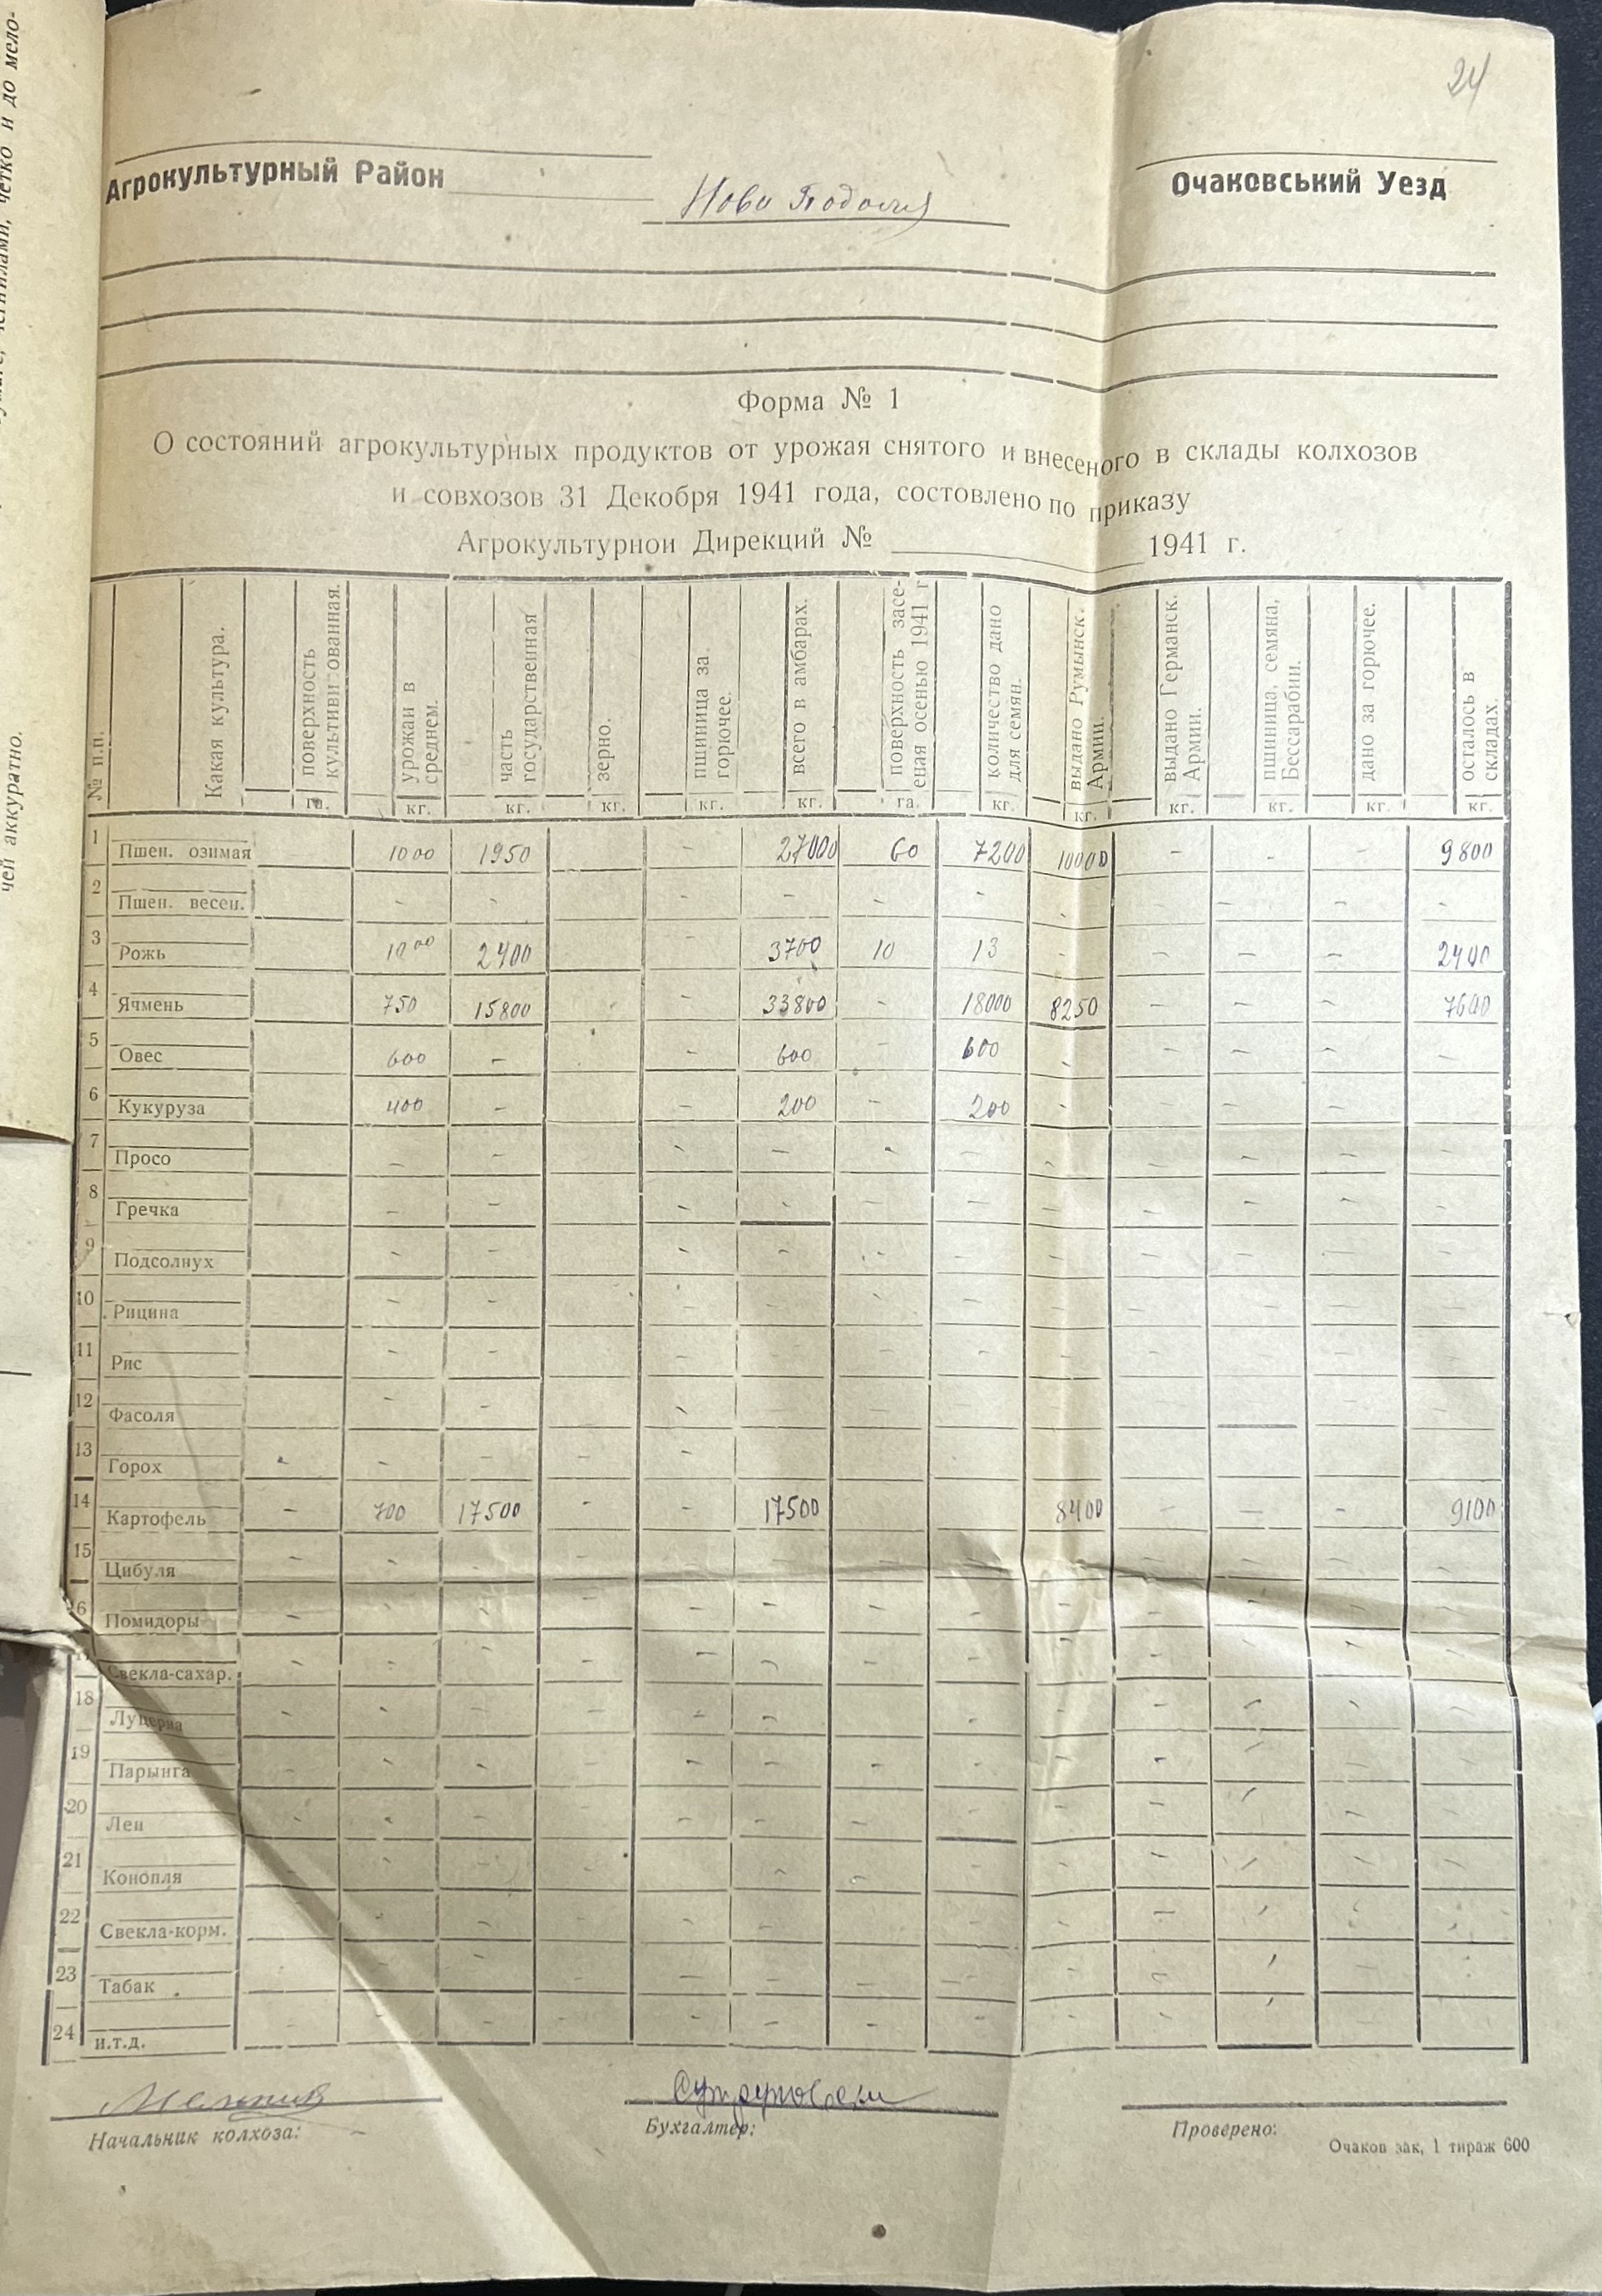 24
Агрокультурный Район
Ново Подолия
Очаковський Уезд
Форма № 1
О состояний агрокультурных продуктов от урожая снятого и внесеного в склады колхозов
и совхозов 31 Декобря 1941 года, состовлено по приказу
Агрокультурнои Дирекций № 1941 г.
№ п.п. Какая культура. поверхность культивированная. га. урожаи в среднем. кг. часть государственная кг. зерно. кг. пшиница за горючее. кг. всего в амбарах. кг. поверхность засееная осенью 1941 г га. количество дано для семян. кг. выдано Румынск. Армии. кг. выдано Германск. Армии. кг. пшиница, семяна, Бессарабии. кг. дано за горючее. кг. осталось в складах. кг.
1 Пшен. озимая 1000 1950 - 27000 60 7200 10000 - - - 9800
2 Пшен. весен. - - - - - - - - - - -
3 Рожь 1000 2400 - 3700 10 13 - - - - 2400
4 Ячмень 750 15800 - 33800 - 18000 8250 - - - 7600
5 Овес 600 - - 600 - 600 - - - - -
6 Кукуруза 400 - - 200 - 200 - - - -
7 Просо
8 Гречка
9 Подсолнух
10 Рицина
11 Рис
12 Фасоля
13 Горох
14 Картофель - 700 17500 - - 17500 8400 - - - 9100
15 Цибуля
16 Помидоры
17 Свекла-сахар.
18 Луцерна
19 Парынга
20 Лен
21 Конопля
22 Свекла-корм.
23 Табак
24 и.т.д.
Начальник колхоза:
Бухгалтер:
Проверено:
Очаков зак, 1 тираж 600
чей аккуратно.
четко и до мело-